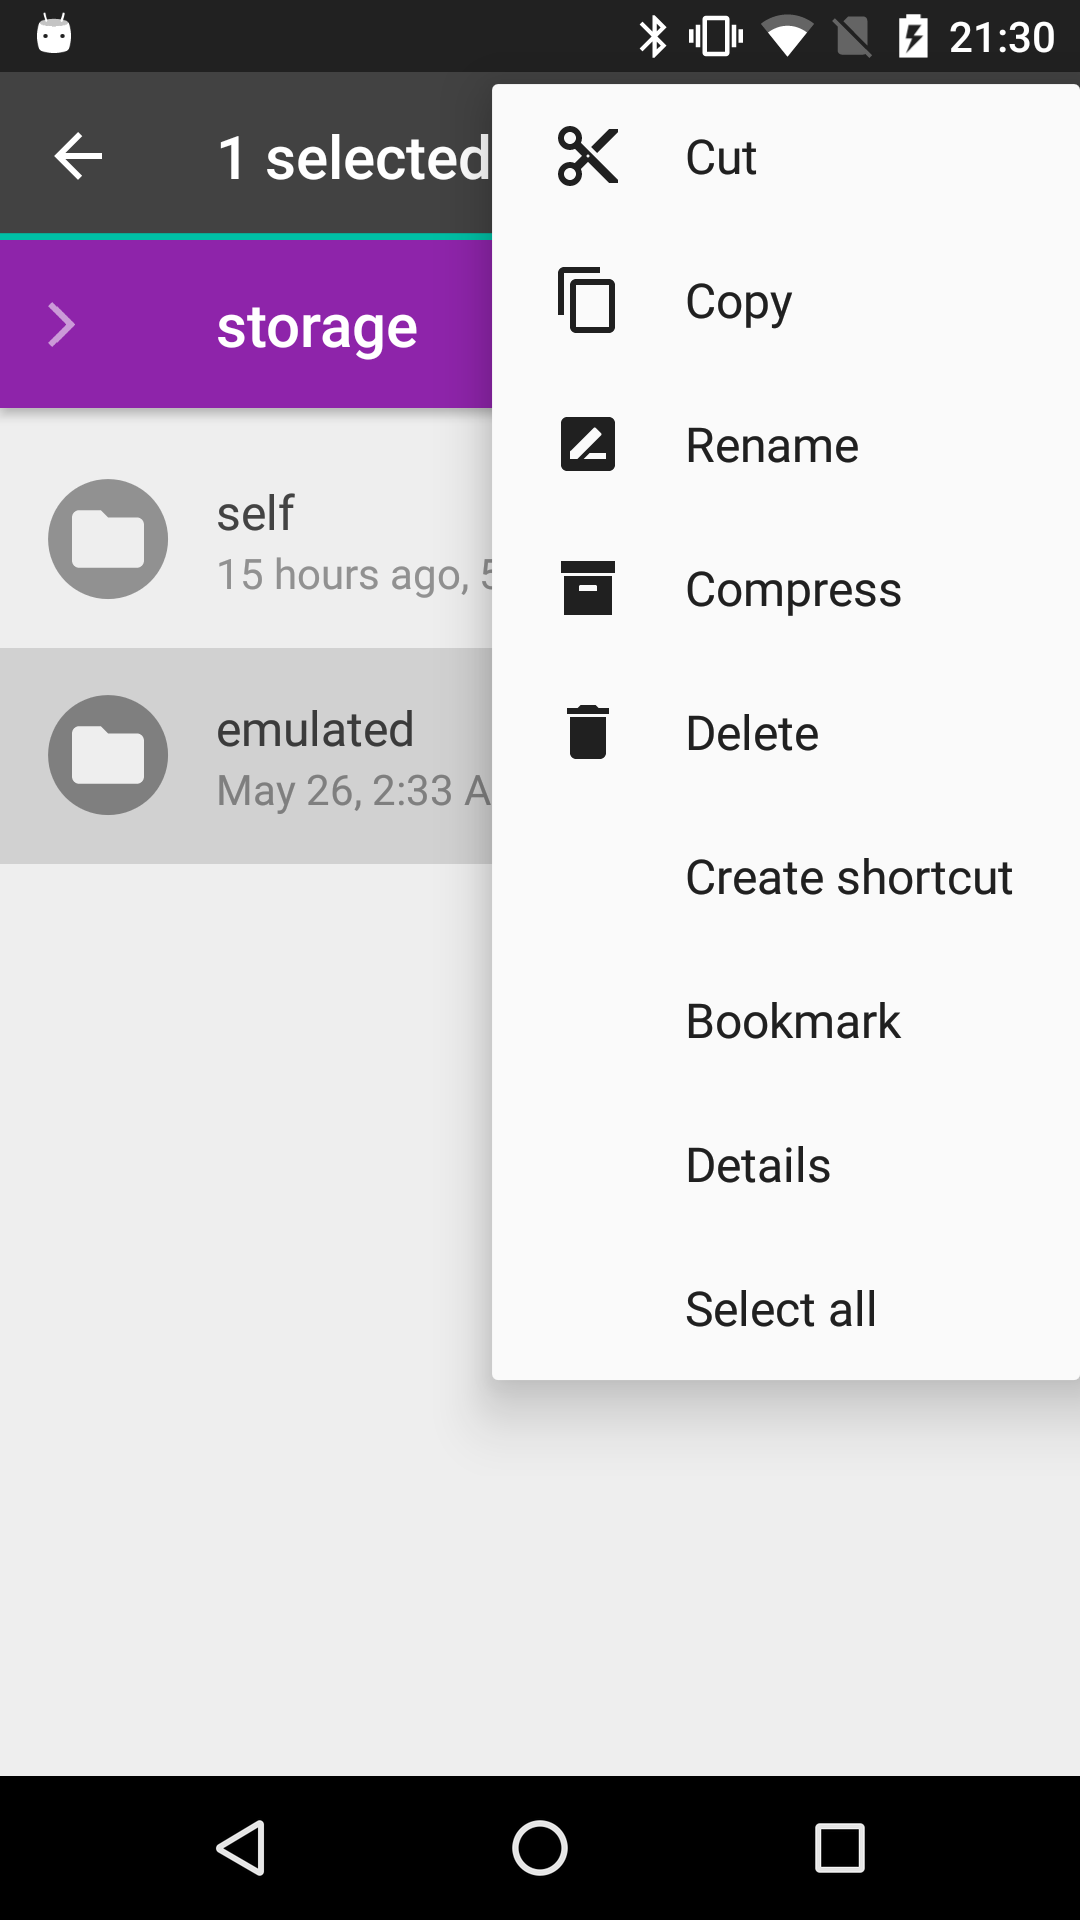 21:30
1 selected
storage
self
15 hours ago,
emulated
May 26, 2:33 A
Cut
Copy
Rename
Compress
Delete
Create shortcut
Bookmark
Details
Select all